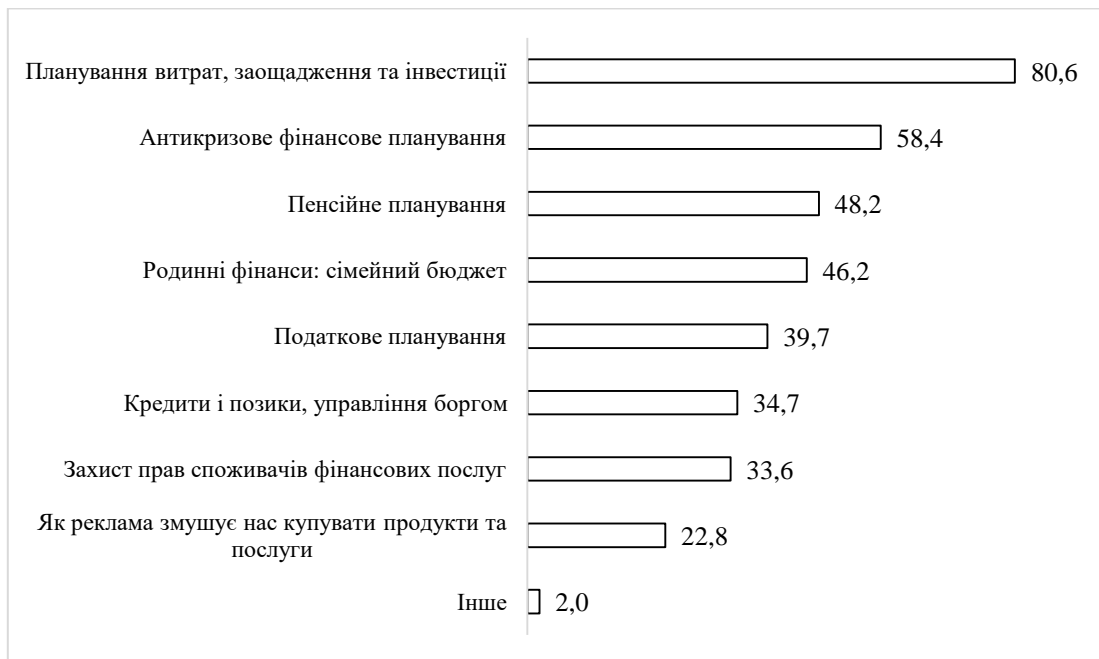 Планування витрат, заощадження та інвестиції 80,6
Антикризове фінансове планування 58,4
Пенсійне планування 48,2
Родинні фінанси: сімейний бюджет 46,2
Податкове планування 39,7
Кредити і позики, управління боргом 34,7
Захист прав споживачів фінансових послуг 33,6
Як реклама змушує нас купувати продукти та
послуги 22,8
Інше 2,0